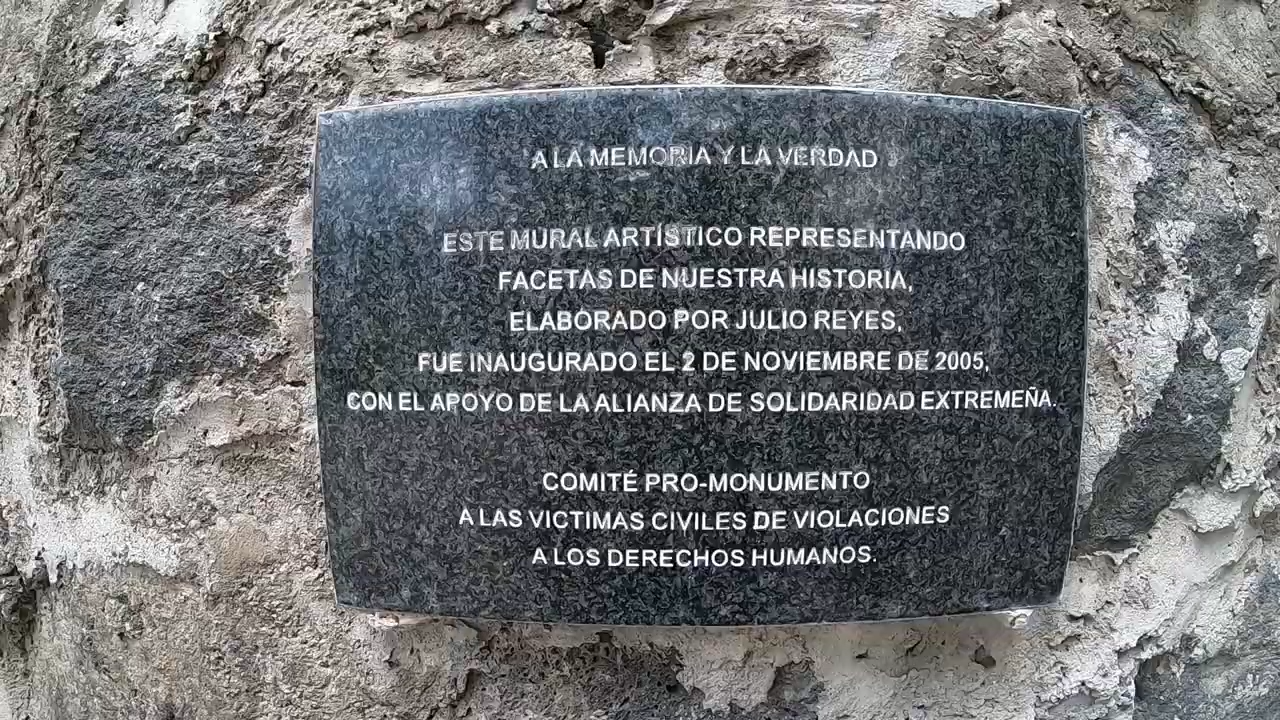 A LA MEMORIA Y LA VERDAD
ESTE MURAL ARTÍSTICO REPRESENTANDO
FACETAS DE NUESTRA HISTORIA,
ELABORADO POR JULIO REYES,
FUE INAUGURADO EL 2 DE NOVIEMBRE DE 2005,
CON EL APOYO DE LA ALIANZA DE SOLIDARIDAD EXTREMEÑA.
COMITÉ PRO-MONUMENTO
A LAS VICTIMAS CIVILES DE VIOLACIONES
A LOS DERECHOS HUMANOS.